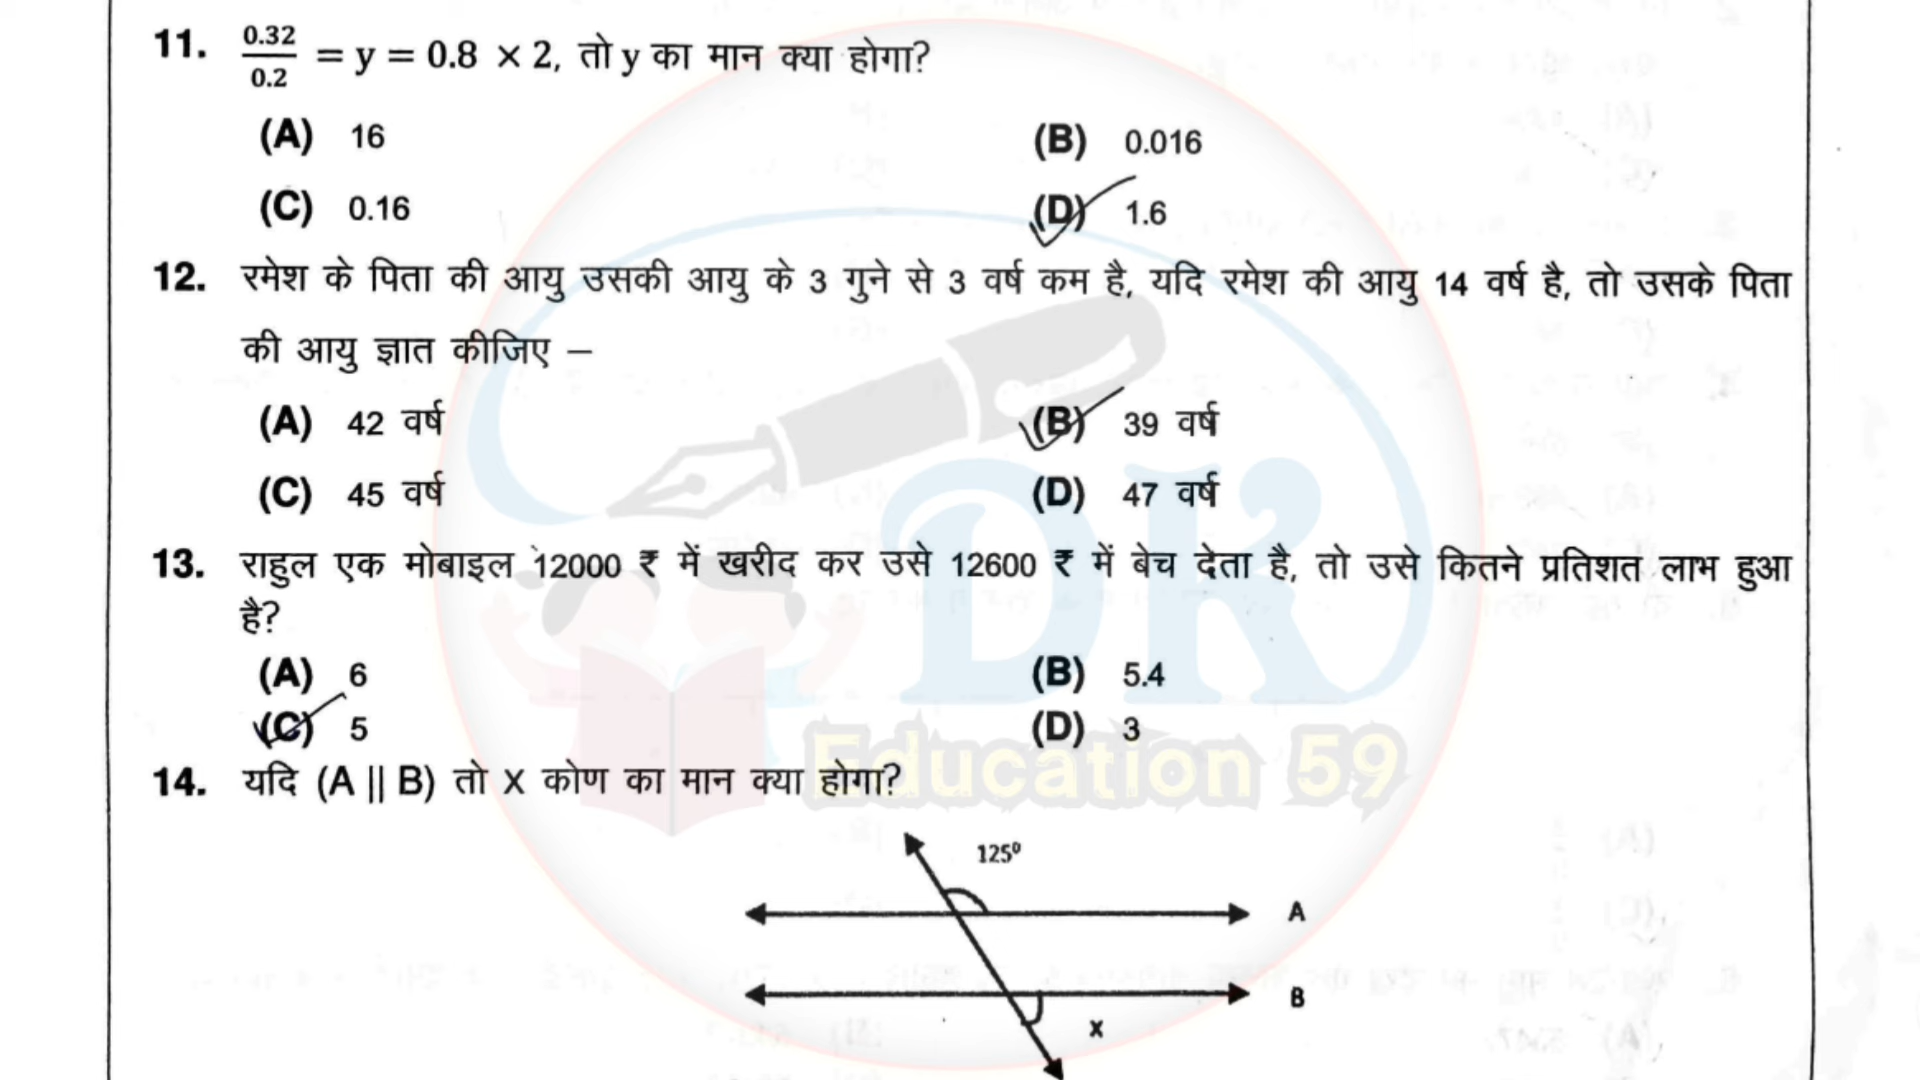 11. 0.32/0.2 = y = 0.8 × 2, तो y का मान क्या होगा?
(A) 16 (B) 0.016
(C) 0.16 (D) 1.6
12. रमेश के पिता की आयु उसकी आयु के 3 गुने से 3 वर्ष कम है, यदि रमेश की आयु 14 वर्ष है, तो उसके पिता
की आयु ज्ञात कीजिए –
(A) 42 वर्ष (B) 39 वर्ष
(C) 45 वर्ष (D) 47 वर्ष
13. राहुल एक मोबाइल 12000 ₹ में खरीद कर उसे 12600 ₹ में बेच देता है, तो उसे कितने प्रतिशत लाभ हुआ
है?
(A) 6 (B) 5.4
(C) 5 (D) 3
14. यदि (A || B) तो x कोण का मान क्या होगा?
125⁰
A
B
x
DK
Education 59